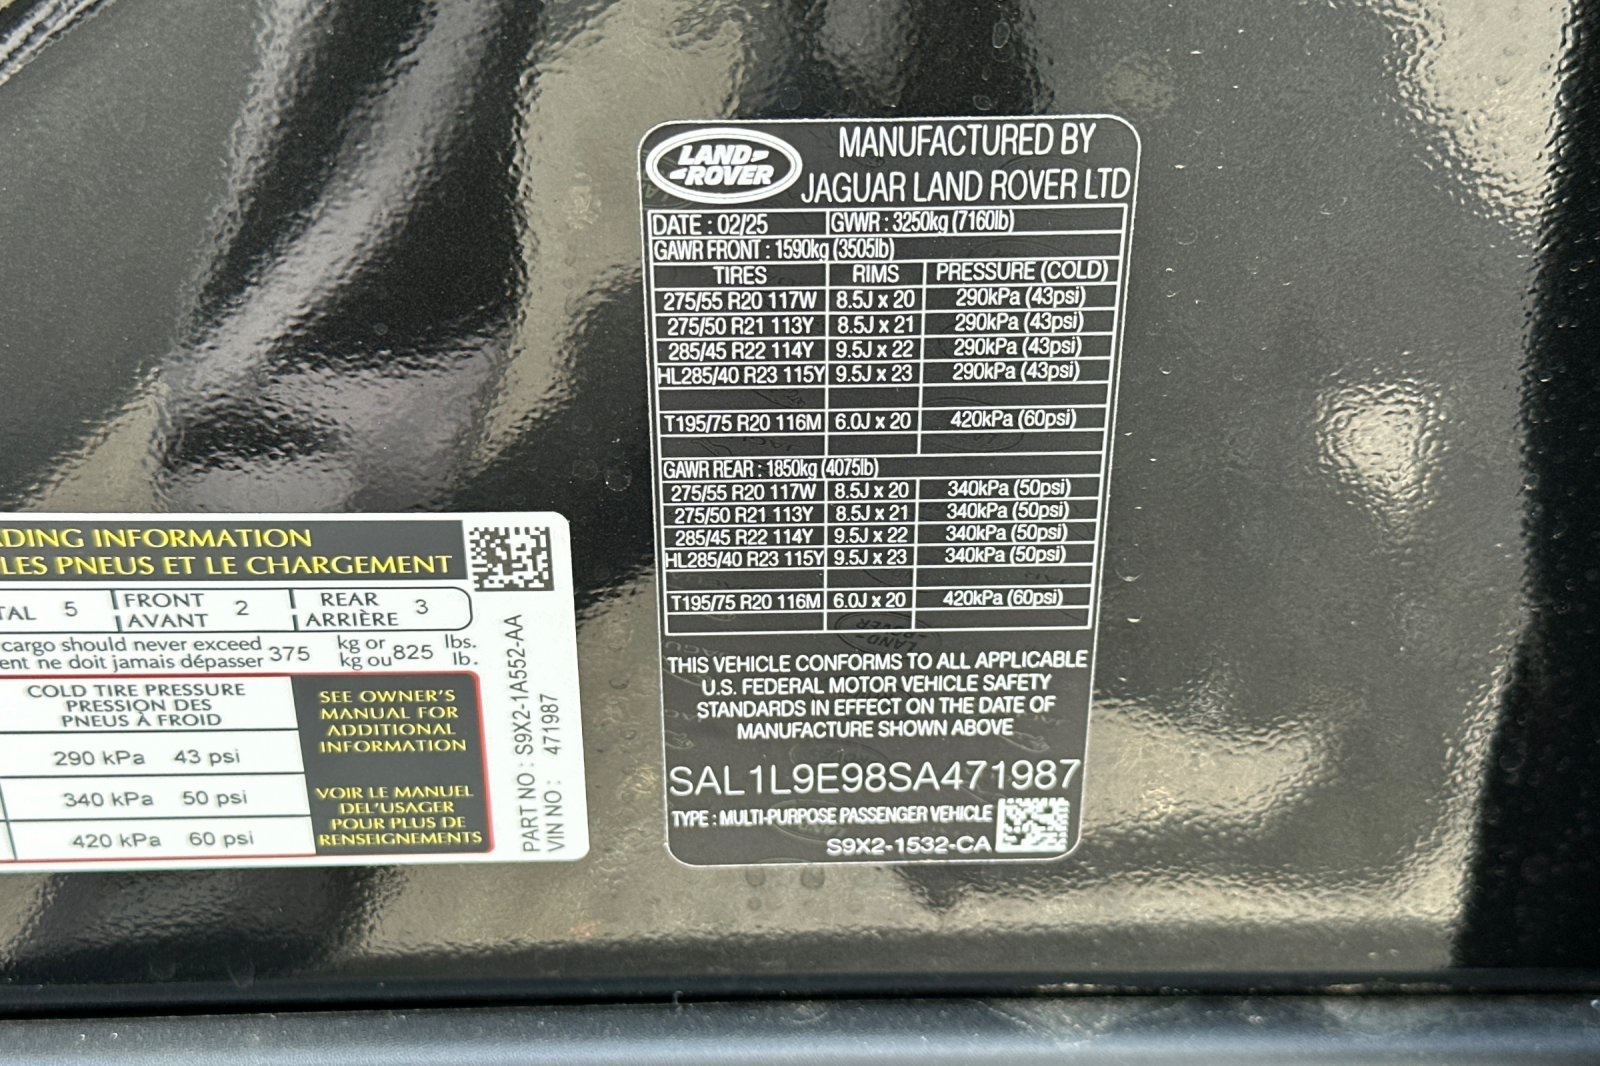 LAND
ROVER
MANUFACTURED BY
JAGUAR LAND ROVER LTD
DATE : 02/25 GVWR : 3250kg (7160lb)
GAWR FRONT : 1590kg (3505lb)
TIRES RIMS PRESSURE (COLD)
275/55 R20 117W 8.5J x 20 290kPa (43psi)
275/50 R21 113Y 8.5J x 21 290kPa (43psi)
285/45 R22 114Y 9.5J x 22 290kPa (43psi)
HL285/40 R23 115Y 9.5J x 23 290kPa (43psi)
T195/75 R20 116M 6.0J x 20 420kPa (60psi)
GAWR REAR : 1850kg (4075lb)
275/55 R20 117W 8.5J x 20 340kPa (50psi)
275/50 R21 113Y 8.5J x 21 340kPa (50psi)
285/45 R22 114Y 9.5J x 22 340kPa (50psi)
HL285/40 R23 115Y 9.5J x 23 340kPa (50psi)
T195/75 R20 116M 6.0J x 20 420kPa (60psi)
THIS VEHICLE CONFORMS TO ALL APPLICABLE
U.S. FEDERAL MOTOR VEHICLE SAFETY
STANDARDS IN EFFECT ON THE DATE OF
MANUFACTURE SHOWN ABOVE
SAL1L9E98SA471987
TYPE : MULTI-PURPOSE PASSENGER VEHICLE
S9X2-1532-CA
ADING INFORMATION
LES PNEUS ET LE CHARGEMENT
TAL 5 FRONT AVANT 2 REAR ARRIÈRE 3
cargo should never exceed 375 kg or 825 lbs.
ent ne doit jamais dépasser kg ou lb.
COLD TIRE PRESSURE
PRESSION DES
PNEUS À FROID
290 kPa 43 psi
340 kPa 50 psi
420 kPa 60 psi
SEE OWNER'S
MANUAL FOR
ADDITIONAL
INFORMATION
VOIR LE MANUEL
DEL'USAGER
POUR PLUS DE
RENSEIGNEMENTS
PART NO : S9X2-1A552-AA
VIN NO : 471987